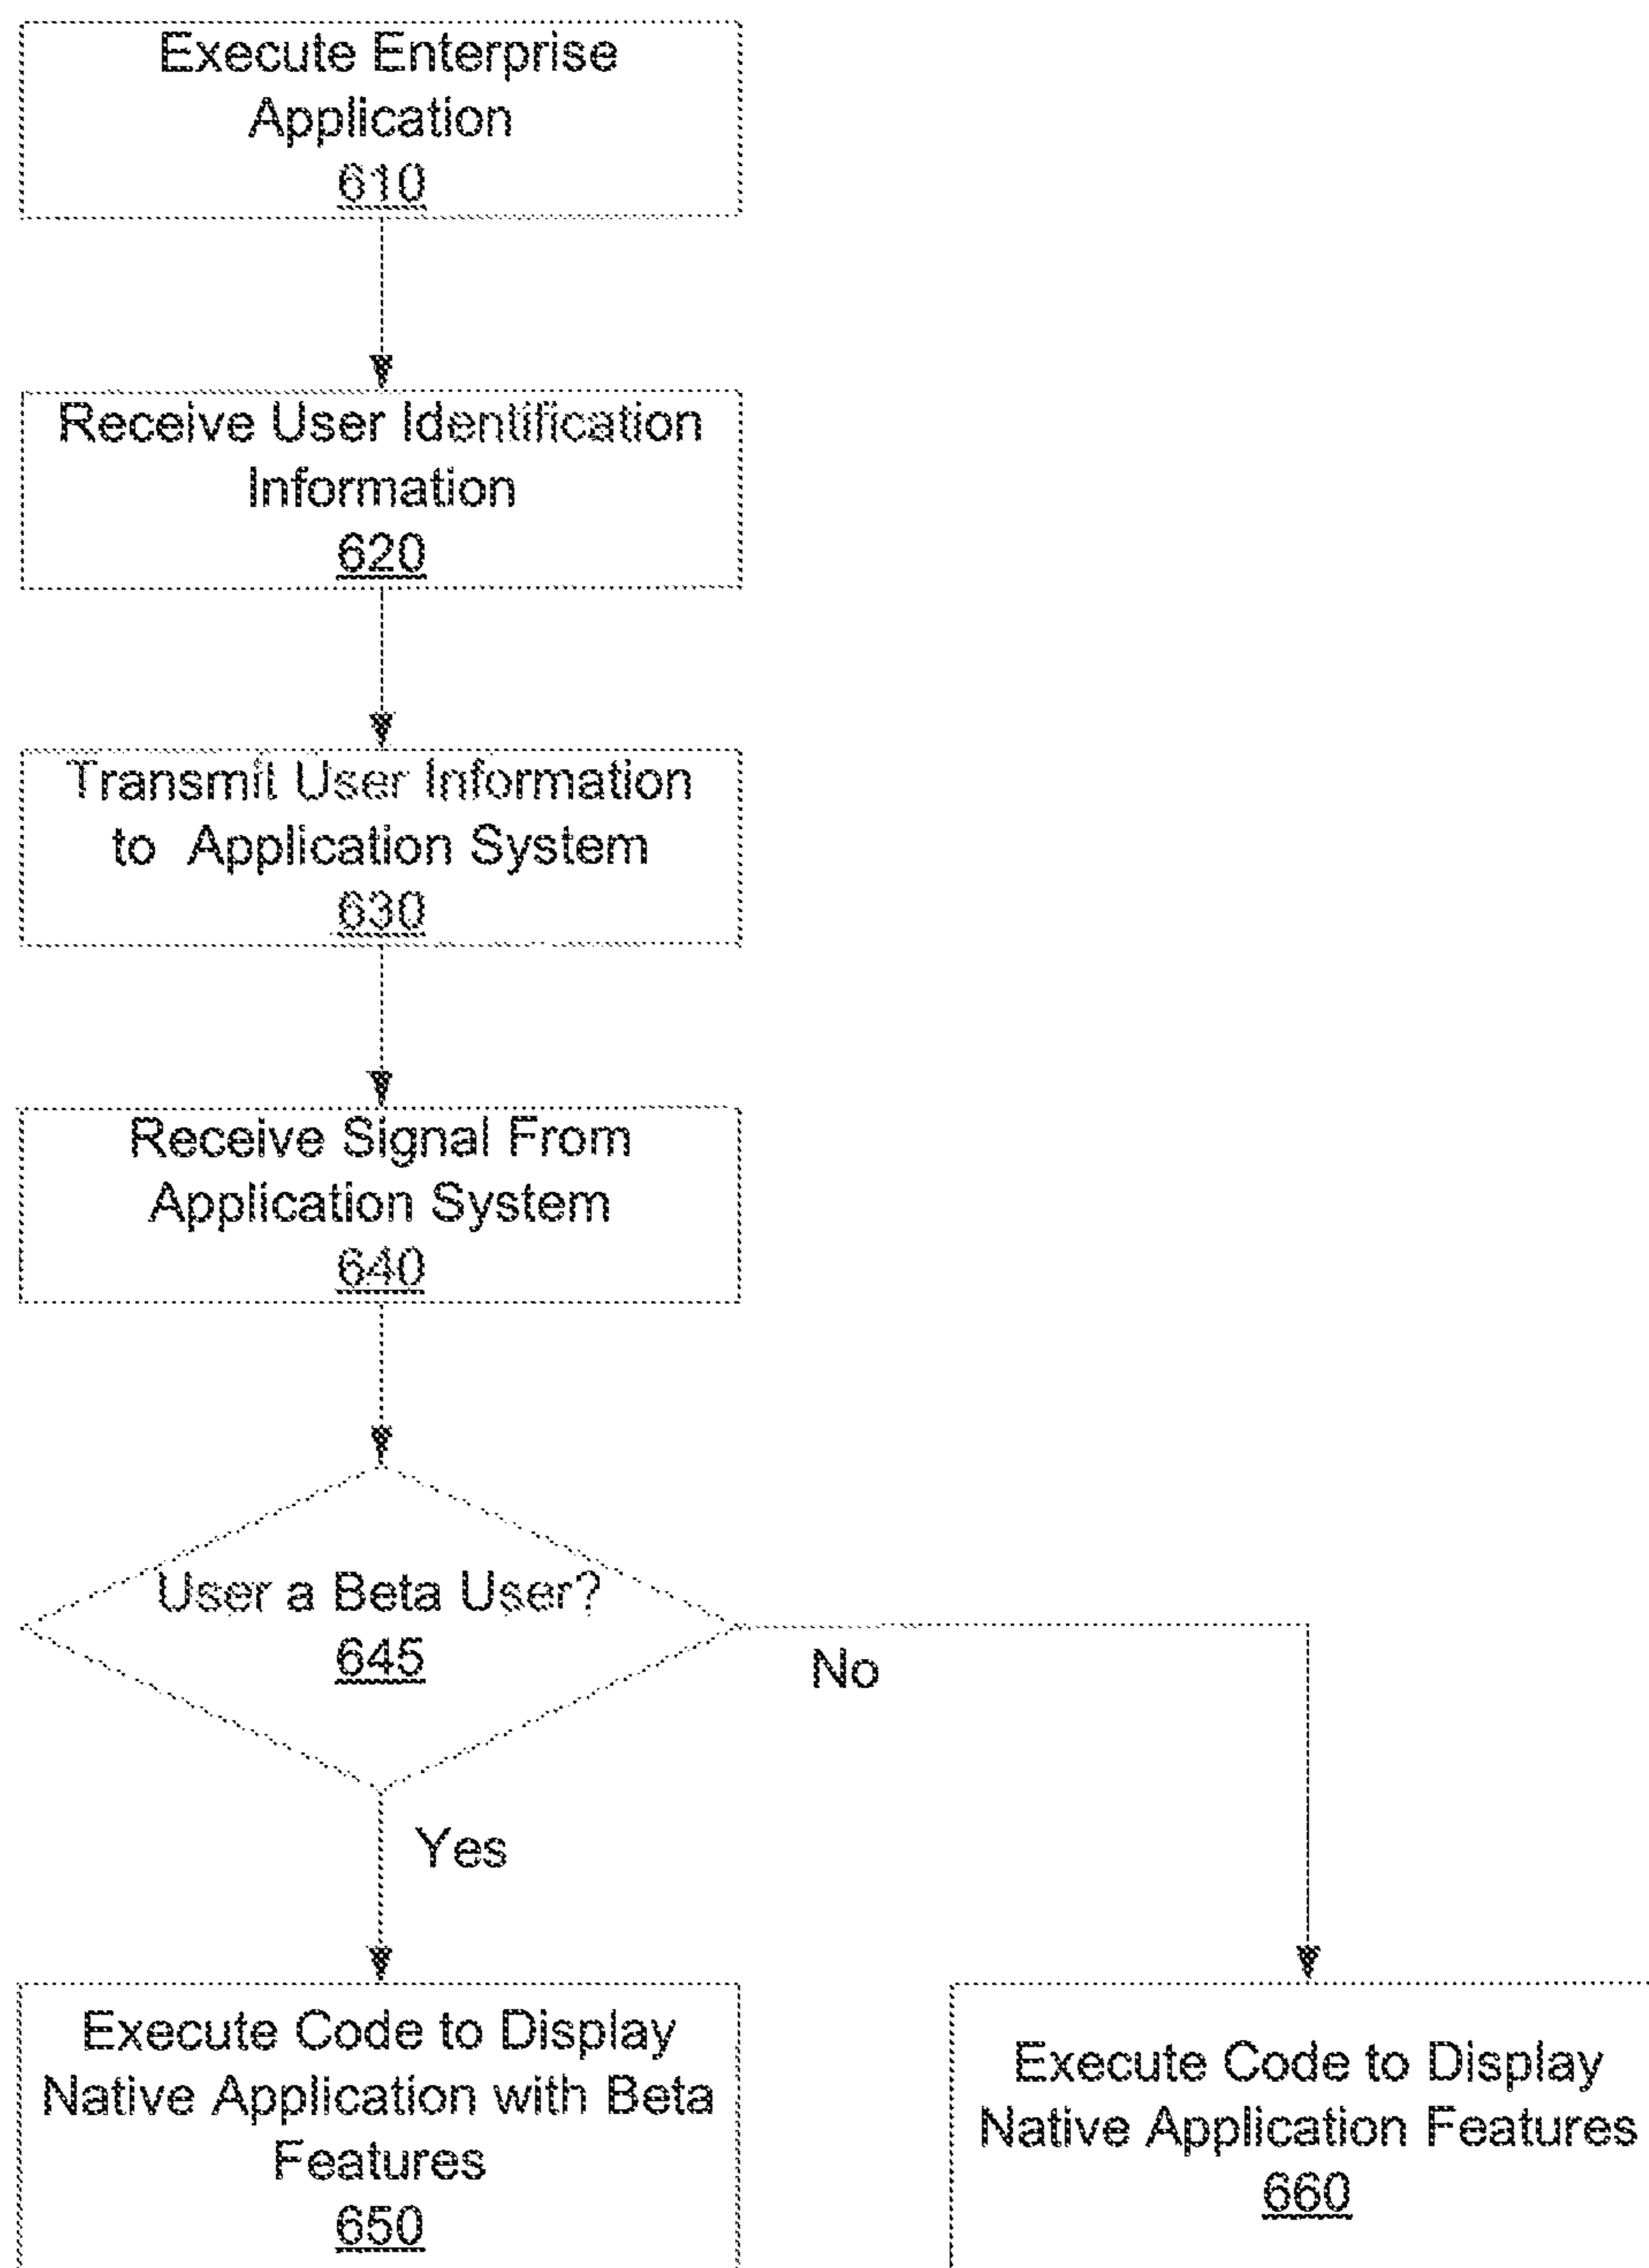 Execute Enterprise
Application
610
Receive User Identification
Information
620
Transmit User Information
to Application System
630
Receive Signal From
Application System
640
User a Beta User?
645
No
Yes
Execute Code to Display
Native Application with Beta
Features
650
Execute Code to Display
Native Application Features
660